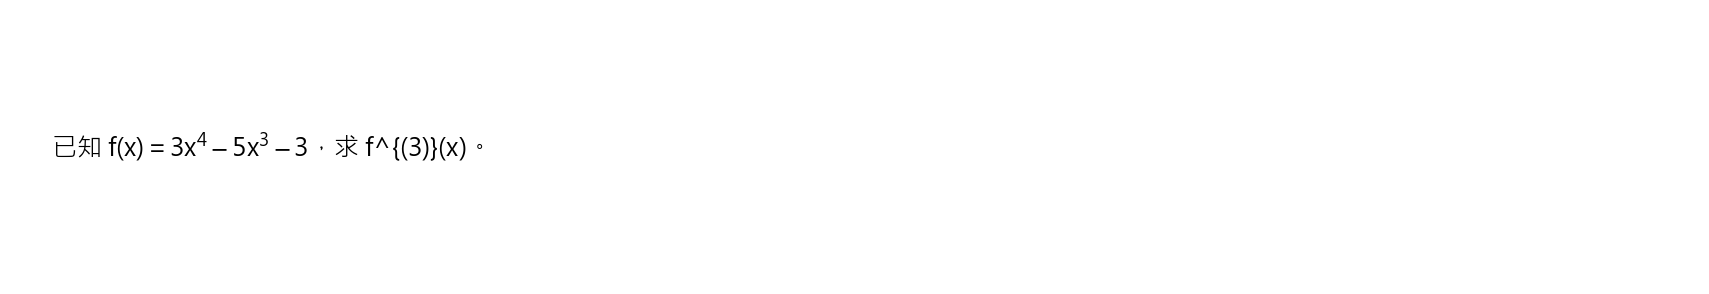 已知 f(x) = 3x⁴ – 5x³ – 3，求 f^{(3)}(x)。